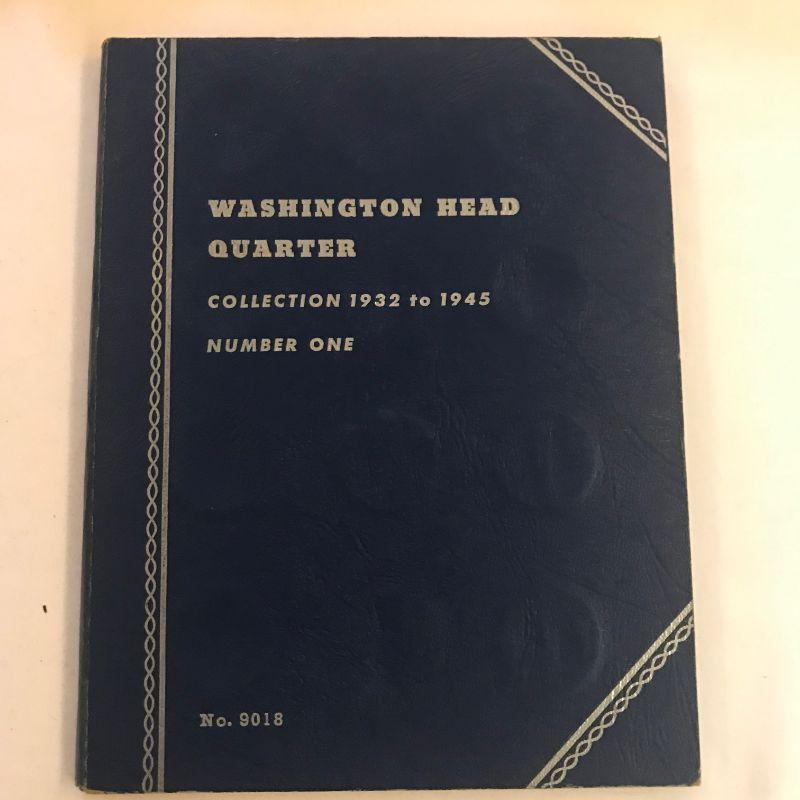 WASHINGTON HEAD
QUARTER
COLLECTION 1932 to 1945
NUMBER ONE
No. 9018